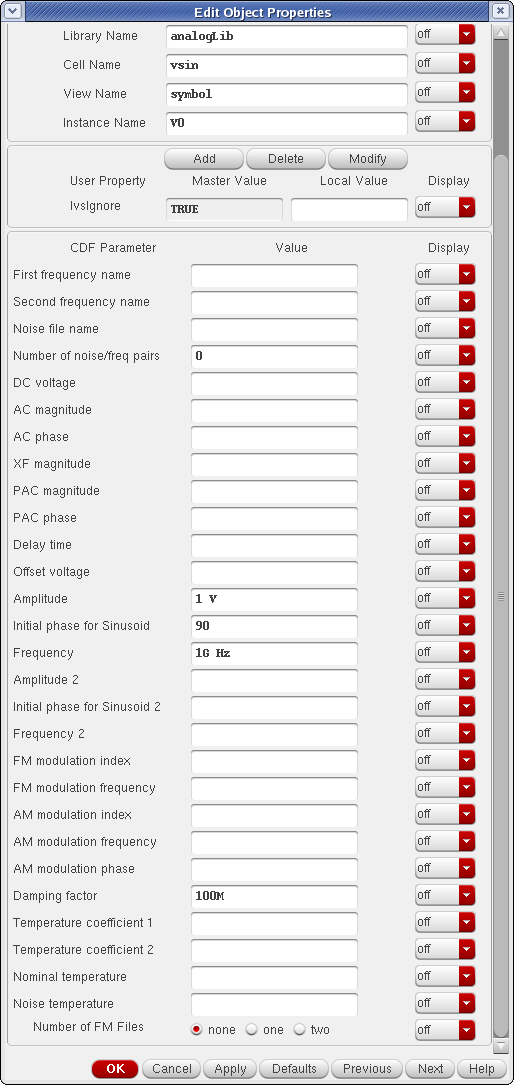 Edit Object Properties
Library Name analogLib off
Cell Name vsin off
View Name symbol off
Instance Name V0 off
Add Delete Modify
User Property Master Value Local Value Display
lvsIgnore TRUE off
CDF Parameter Value Display
First frequency name off
Second frequency name off
Noise file name off
Number of noise/freq pairs 0 off
DC voltage off
AC magnitude off
AC phase off
XF magnitude off
PAC magnitude off
PAC phase off
Delay time off
Offset voltage off
Amplitude 1 V off
Initial phase for Sinusoid 90 off
Frequency 1G Hz off
Amplitude 2 off
Initial phase for Sinusoid 2 off
Frequency 2 off
FM modulation index off
FM modulation frequency off
AM modulation index off
AM modulation frequency off
AM modulation phase off
Damping factor 100M off
Temperature coefficient 1 off
Temperature coefficient 2 off
Nominal temperature off
Noise temperature off
Number of FM Files none one two off
OK Cancel Apply Defaults Previous Next Help